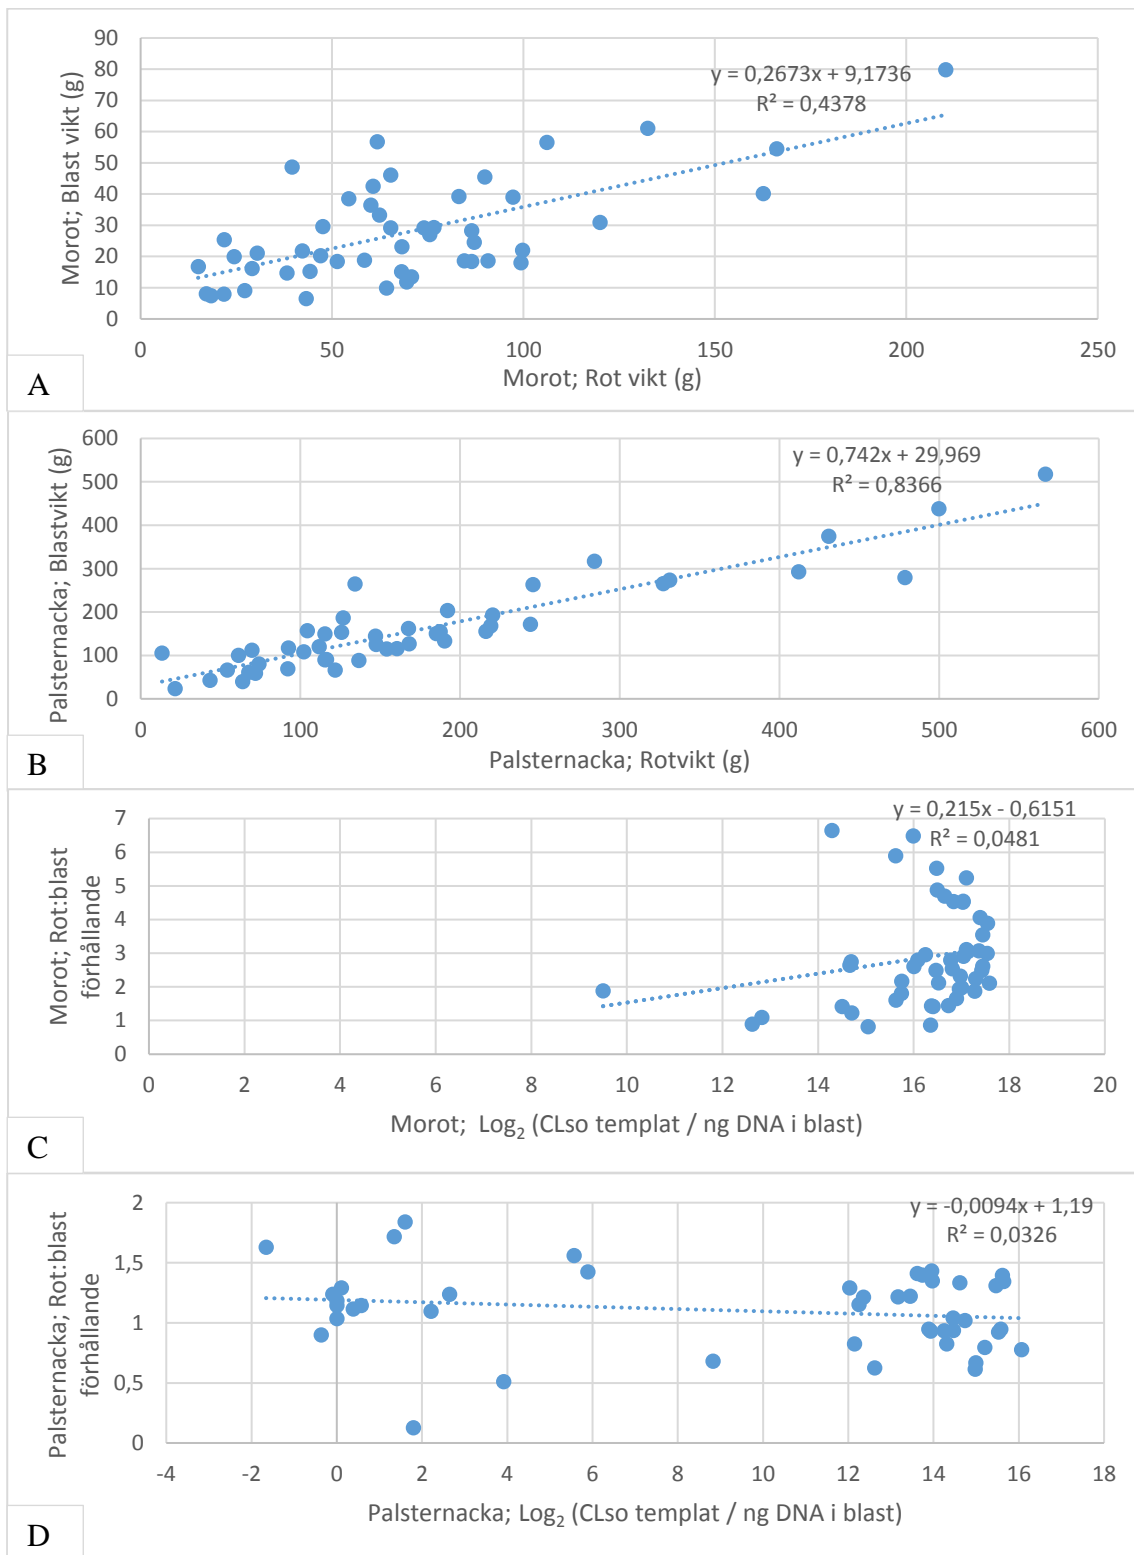 90
80
70
60
50
40
30
20
10
0
Morot; Blast vikt (g)
y = 0,2673x + 9,1736
R² = 0,4378
0 50 100 150 200 250
Morot; Rot vikt (g)
A
600
500
400
300
200
100
0
Palsternacka; Blastvikt (g)
y = 0,742x + 29,969
R² = 0,8366
0 100 200 300 400 500 600
Palsternacka; Rotvikt (g)
B
7
6
5
4
3
2
1
0
Morot; Rot:blast
förhållande
y = 0,215x - 0,6151
R² = 0,0481
0 2 4 6 8 10 12 14 16 18 20
Morot; Log₂ (CLso templat / ng DNA i blast)
C
2
1,5
1
0,5
0
Palsternacka; Rot:blast
förhållande
y = -0,0094x + 1,19
R² = 0,0326
-4 -2 0 2 4 6 8 10 12 14 16 18
Palsternacka; Log₂ (CLso templat / ng DNA i blast)
D